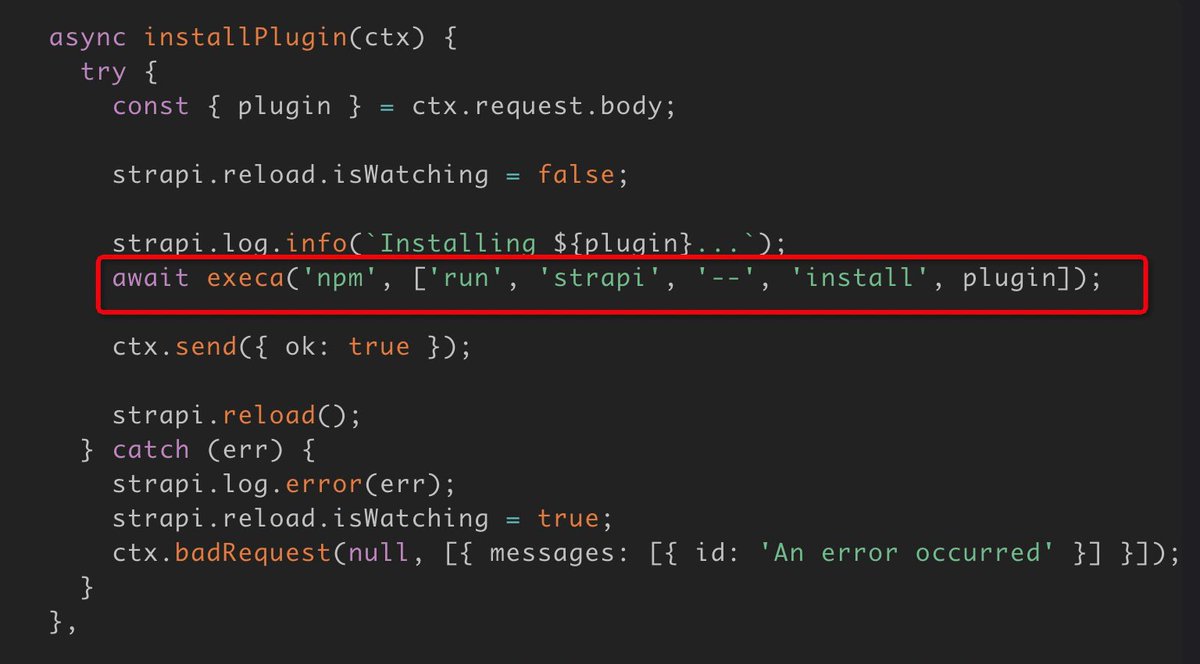 async installPlugin(ctx) {
try {
const { plugin } = ctx.request.body;
strapi.reload.isWatching = false;
strapi.log.info(`Installing ${plugin}...`);
await execa('npm', ['run', 'strapi', '--', 'install', plugin]);
ctx.send({ ok: true });
strapi.reload();
} catch (err) {
strapi.log.error(err);
strapi.reload.isWatching = true;
ctx.badRequest(null, [{ messages: [{ id: 'An error occurred' }] }]);
}
},